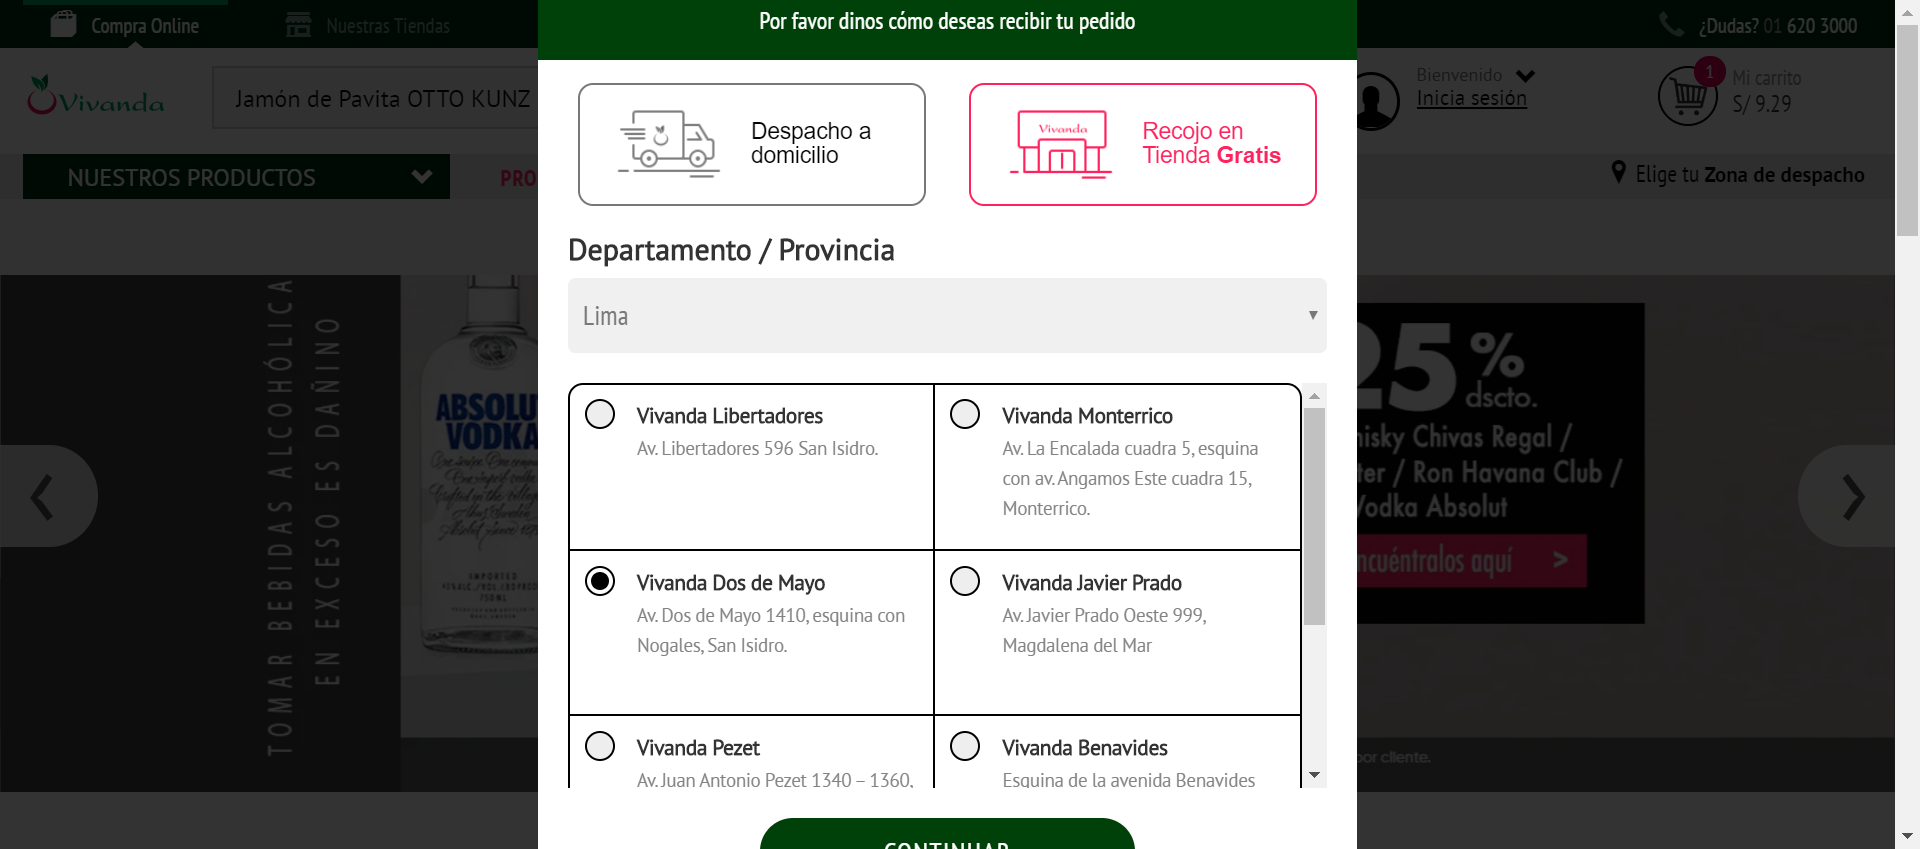 Compra Online
Nuestras Tiendas
Por favor dinos cómo deseas recibir tu pedido
¿Dudas? 01 620 3000
Vivanda
Jamón de Pavita OTTO KUNZ
Bienvenido
Inicia sesión
1
Mi carrito
S/ 9.29
NUESTROS PRODUCTOS
PRO
Elige tu Zona de despacho
Despacho a
domicilio
Vivanda
Recojo en
Tienda Gratis
Departamento / Provincia
Lima
Vivanda Libertadores
Av. Libertadores 596 San Isidro.
Vivanda Monterrico
Av. La Encalada cuadra 5, esquina
con av. Angamos Este cuadra 15,
Monterrico.
Vivanda Dos de Mayo
Av. Dos de Mayo 1410, esquina con
Nogales, San Isidro.
Vivanda Javier Prado
Av. Javier Prado Oeste 999,
Magdalena del Mar
Vivanda Pezet
Av. Juan Antonio Pezet 1340 – 1360,
Vivanda Benavides
Esquina de la avenida Benavides
CONTINUAR
TOMAR BEBIDAS ALCOHÓLICA
EN EXCESO ES DAÑINO
ABSOLU
VODKA
IMPORTED
25%
dscto.
hisky Chivas Regal /
ter / Ron Havana Club /
Vodka Absolut
ncuéntralos aquí >
por cliente.